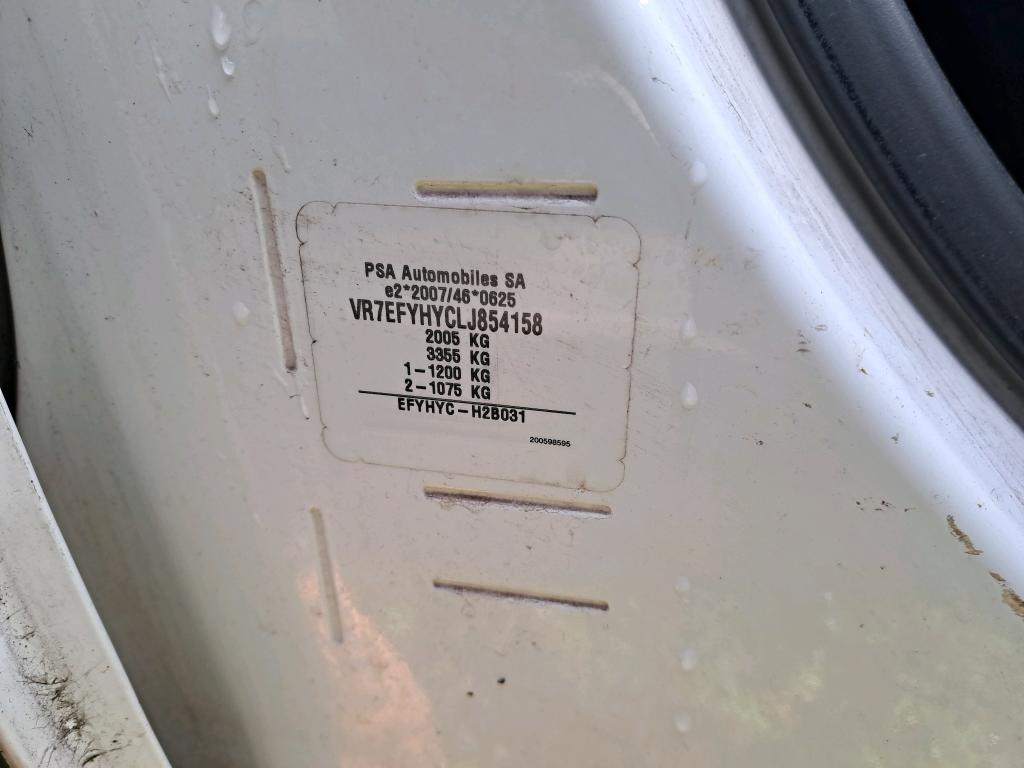 PSA Automobiles SA
e2*2007/46*0625
VR7EFYHYCLJ854158
2005 KG
3355 KG
1-1200 KG
2-1075 KG
EFYHYC-H2B031
200598595